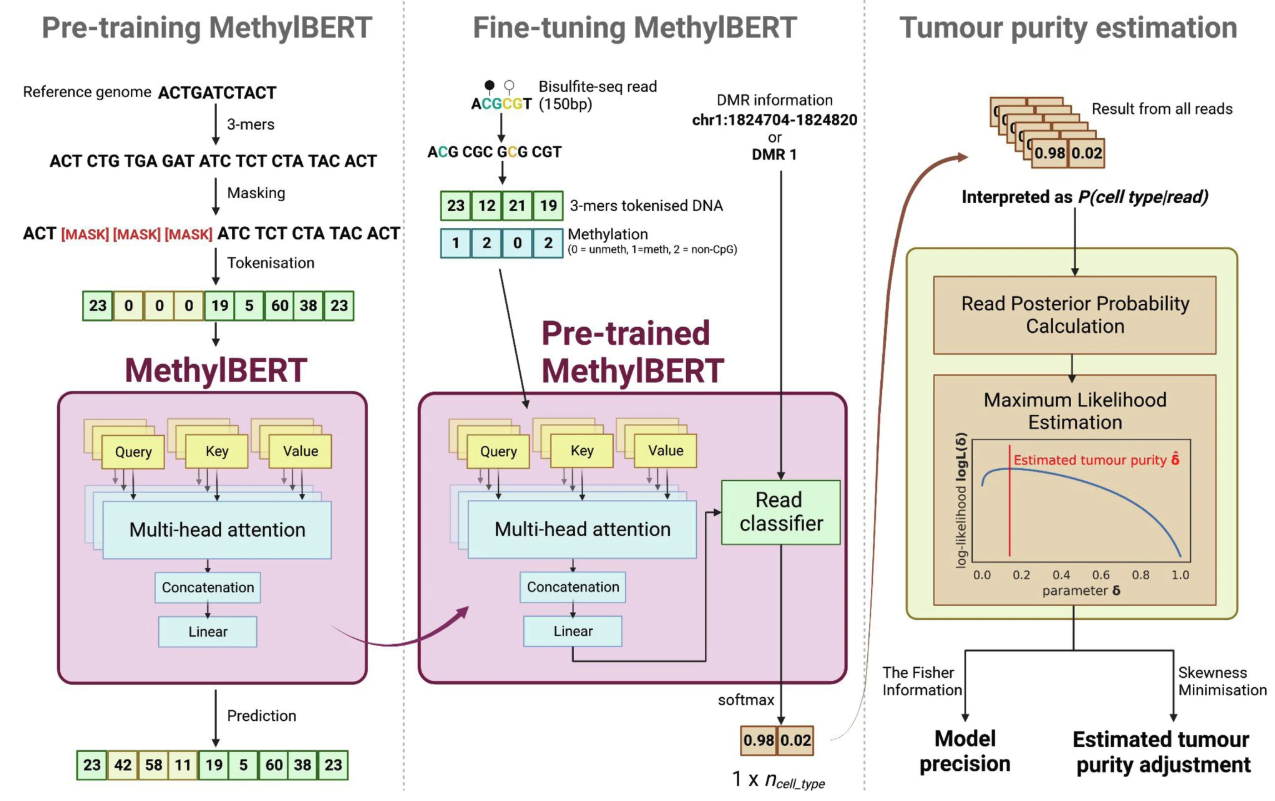 Pre-training MethylBERT
Reference genome ACTGATCTACT
3-mers
ACT CTG TGA GAT ATC TCT CTA TAC ACT
Masking
ACT [MASK] [MASK] [MASK] ATC TCT CTA TAC ACT
Tokenisation
23 0 0 0 19 5 60 38 23
MethylBERT
Query Key Value
Multi-head attention
Concatenation
Linear
Prediction
23 42 58 11 19 5 60 38 23
Fine-tuning MethylBERT
Bisulfite-seq read
(150bp)
ACGCGT
ACG CGC GCG CGT
23 12 21 19 3-mers tokenised DNA
1 2 0 2 Methylation
(0 = unmeth, 1=meth, 2 = non-CpG)
DMR information
chr1:1824704-1824820
or
DMR 1
Pre-trained
MethylBERT
Query Key Value
Multi-head attention
Concatenation
Linear
Read
classifier
softmax
0.98 0.02
1 x n_cell_type
Tumour purity estimation
Result from all reads
0.98 0.02
Interpreted as P(cell type|read)
Read Posterior Probability
Calculation
Maximum Likelihood
Estimation
Estimated tumour purity δ̂
log-likelihood logL(δ)
0.0 0.2 0.4 0.6 0.8 1.0
parameter δ
The Fisher
Information
Skewness
Minimisation
Model
precision
Estimated tumour
purity adjustment